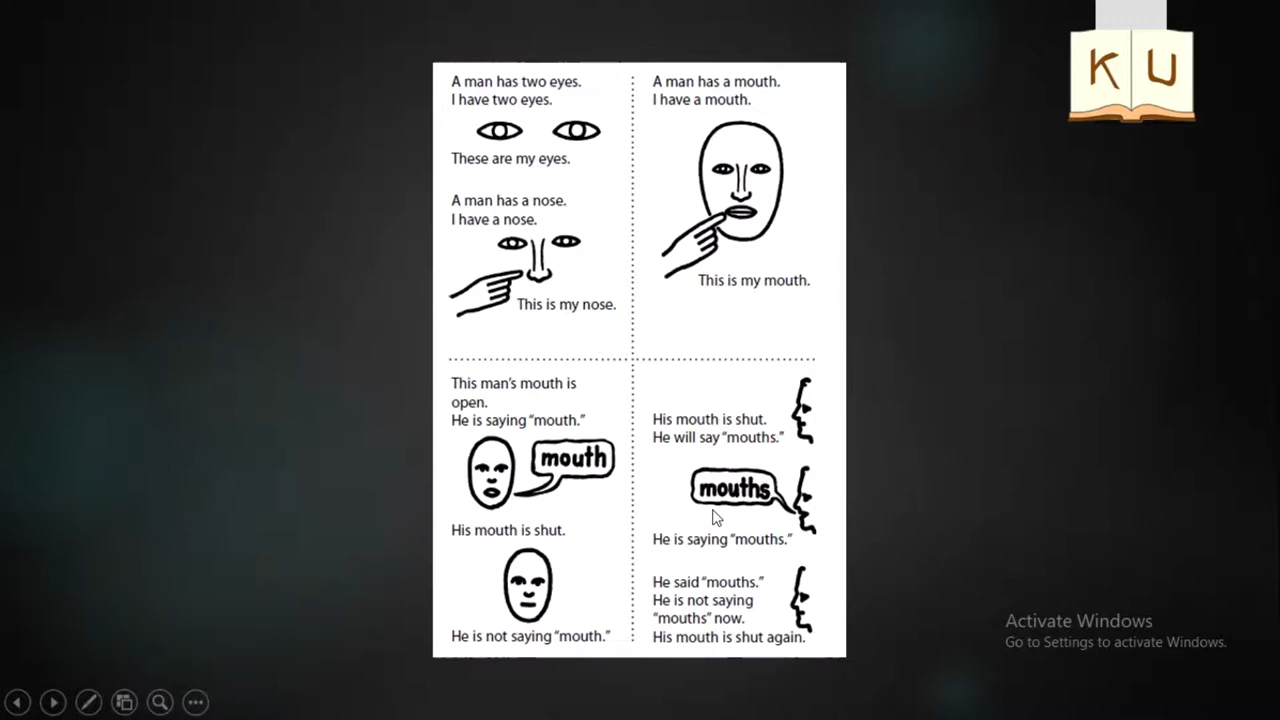 K U
A man has two eyes.
I have two eyes.
These are my eyes.
A man has a nose.
I have a nose.
This is my nose.
A man has a mouth.
I have a mouth.
This is my mouth.
This man's mouth is
open.
He is saying “mouth.”
mouth
His mouth is shut.
He is not saying “mouth.”
His mouth is shut.
He will say “mouths.”
mouths
He is saying “mouths.”
He said “mouths.”
He is not saying
“mouths” now.
His mouth is shut again.
Activate Windows
Go to Settings to activate Windows.